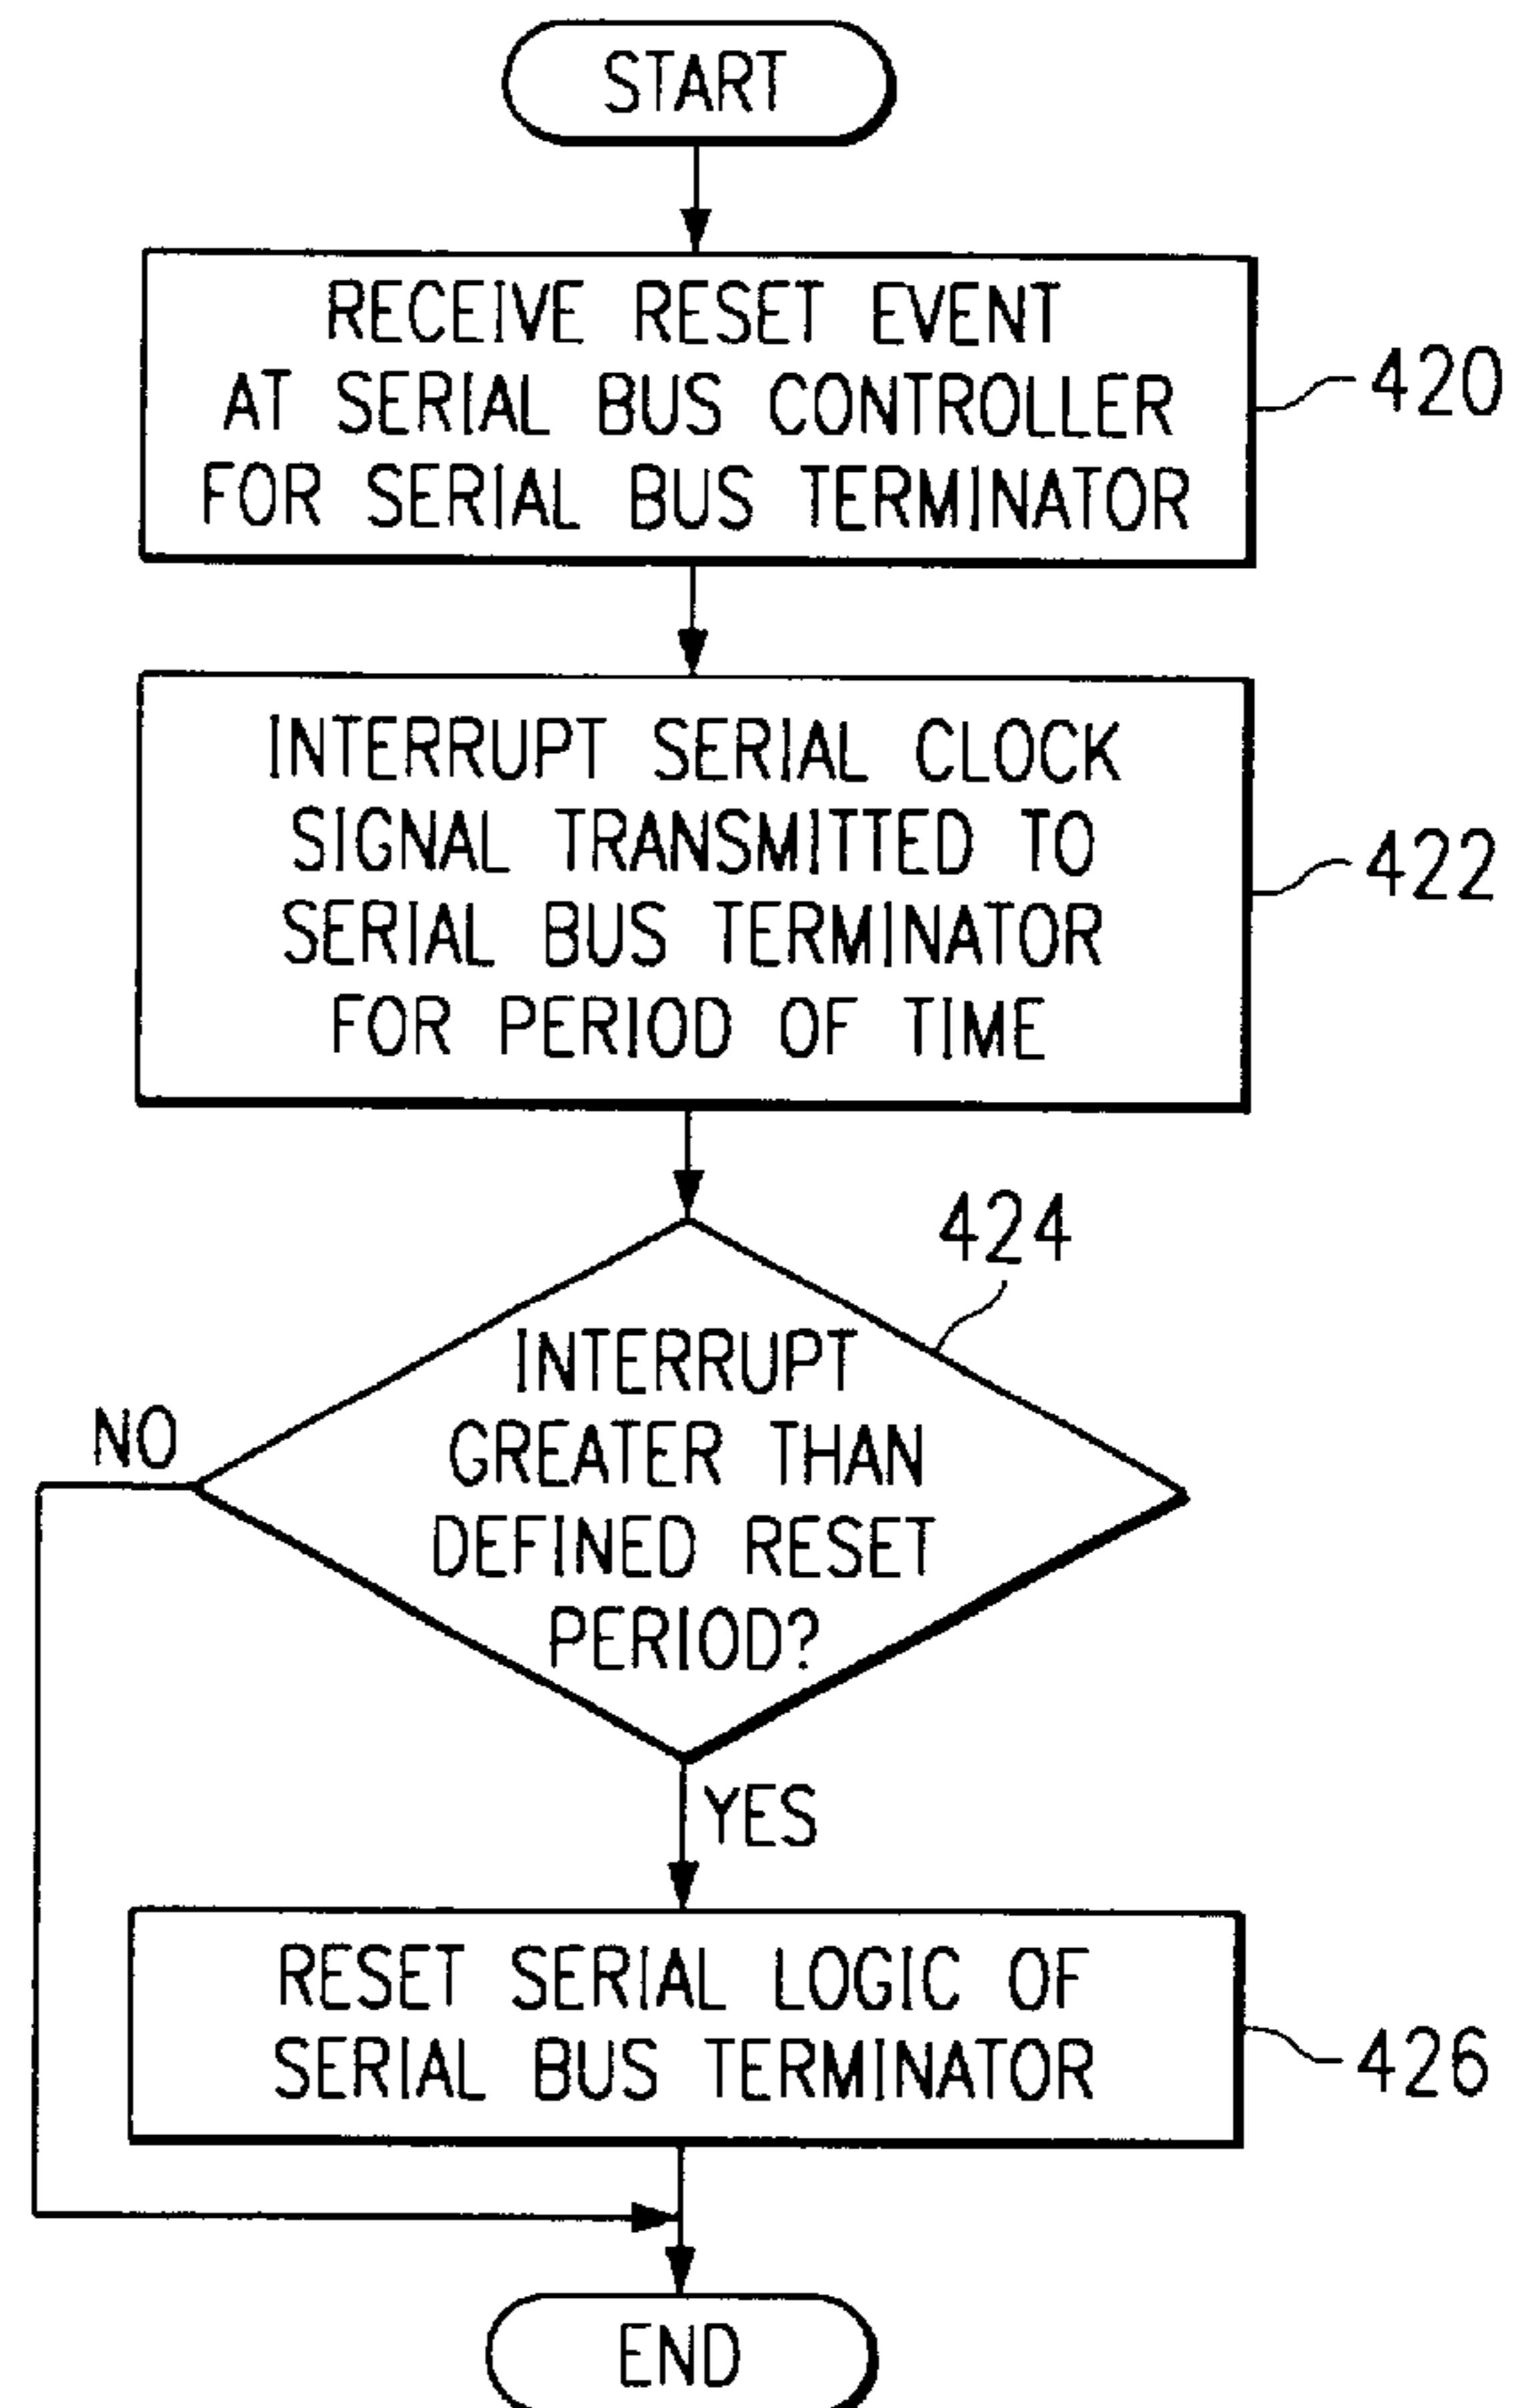 START
RECEIVE RESET EVENT
AT SERIAL BUS CONTROLLER
FOR SERIAL BUS TERMINATOR
420
INTERRUPT SERIAL CLOCK
SIGNAL TRANSMITTED TO
SERIAL BUS TERMINATOR
FOR PERIOD OF TIME
422
424
INTERRUPT
GREATER THAN
DEFINED RESET
PERIOD?
NO
YES
RESET SERIAL LOGIC OF
SERIAL BUS TERMINATOR
426
END